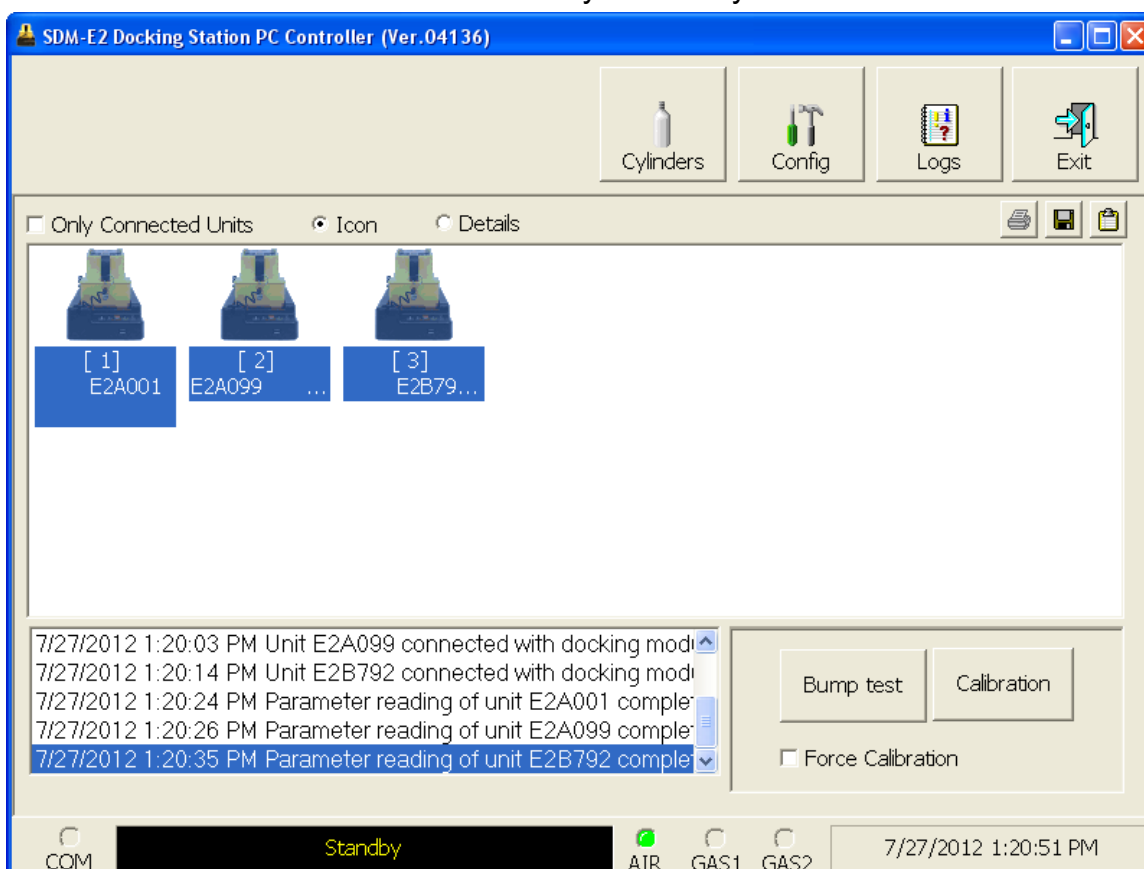 SDM-E2 Docking Station PC Controller (Ver.04136)
Cylinders Config Logs Exit
Only Connected Units Icon Details
[ 1] [ 2] [ 3]
E2A001 E2A099 ... E2B79...
7/27/2012 1:20:03 PM Unit E2A099 connected with docking
7/27/2012 1:20:14 PM Unit E2B792 connected with docking
7/27/2012 1:20:24 PM Parameter reading of unit E2A001
7/27/2012 1:20:26 PM Parameter reading of unit E2A099
7/27/2012 1:20:35 PM Parameter reading of unit E2B792
Bump test Calibration
Force Calibration
COM Standby AIR GAS1 GAS2 7/27/2012 1:20:51 PM